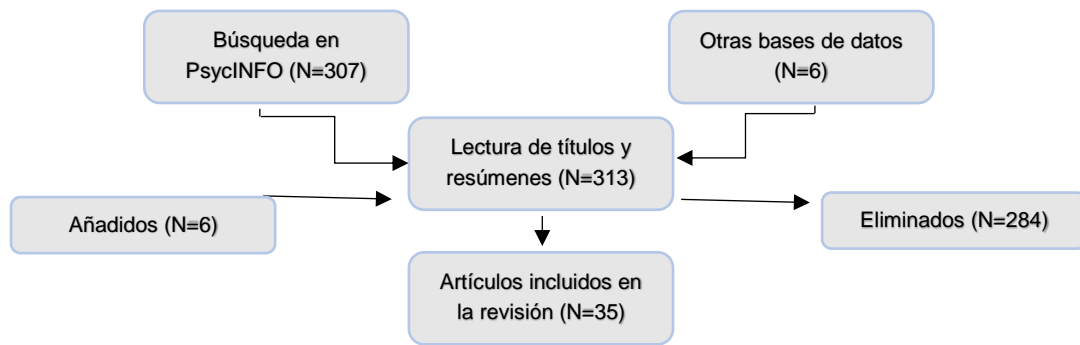 Búsqueda en
PsycINFO (N=307)
Otras bases de datos
(N=6)
Lectura de títulos y
resúmenes (N=313)
Añadidos (N=6)
Eliminados (N=284)
Artículos incluidos en
la revisión (N=35)